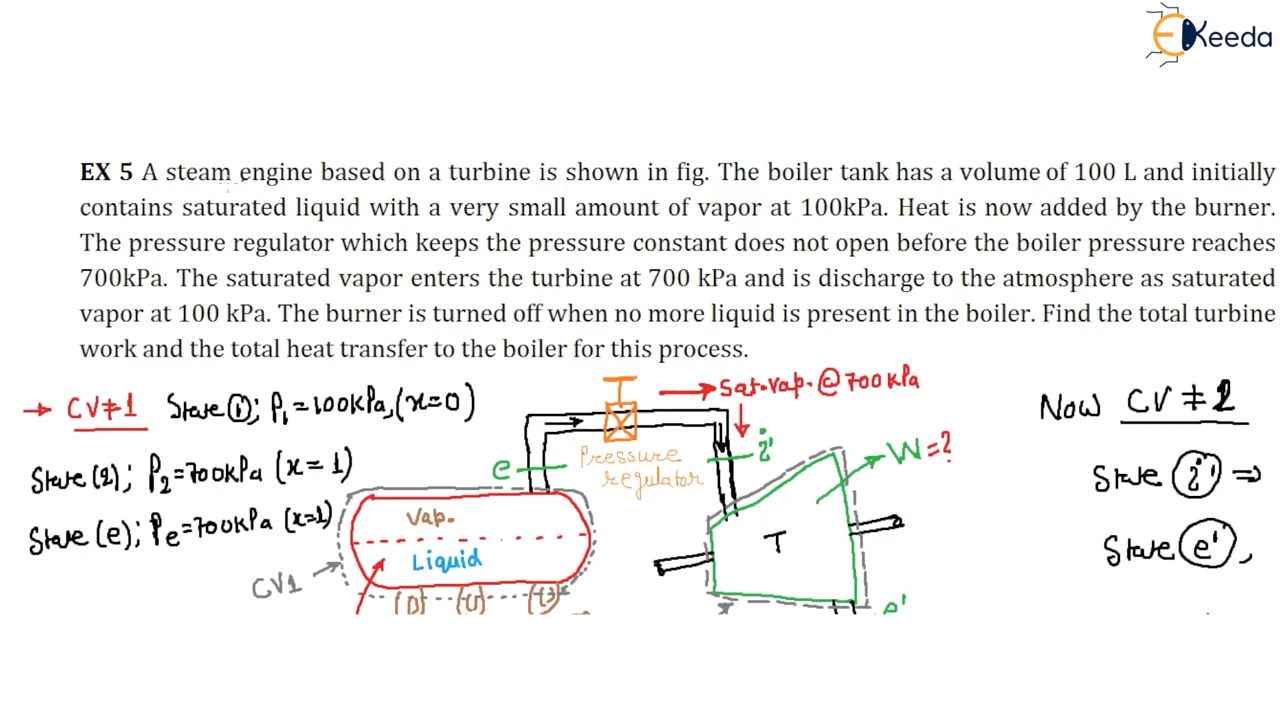 Keeda
EX 5 A steam engine based on a turbine is shown in fig. The boiler tank has a volume of 100 L and initially
contains saturated liquid with a very small amount of vapor at 100kPa. Heat is now added by the burner.
The pressure regulator which keeps the pressure constant does not open before the boiler pressure reaches
700kPa. The saturated vapor enters the turbine at 700 kPa and is discharge to the atmosphere as saturated
vapor at 100 kPa. The burner is turned off when no more liquid is present in the boiler. Find the total turbine
work and the total heat transfer to the boiler for this process.
→ CV≠1 State ①; P₁ = 100kPa, (x=0)
State (2); P₂ = 700kPa (x=1)
State (e); Pe = 700kPa (x=1)
→ Sat. vap. @ 700kPa
e
Pressure
regulator
i'
W=?
Vap.
Liquid
CV1
T
e'
Now CV≠2
State i' ⇒
State e',